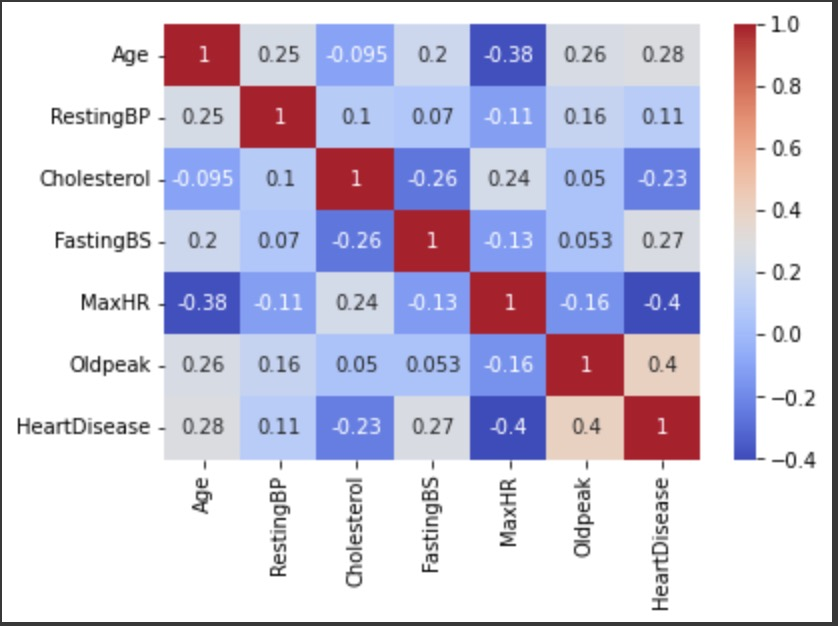 Age 1 0.25 -0.095 0.2 -0.38 0.26 0.28
RestingBP 0.25 1 0.1 0.07 -0.11 0.16 0.11
Cholesterol -0.095 0.1 1 -0.26 0.24 0.05 -0.23
FastingBS 0.2 0.07 -0.26 1 -0.13 0.053 0.27
MaxHR -0.38 -0.11 0.24 -0.13 1 -0.16 -0.4
Oldpeak 0.26 0.16 0.05 0.053 -0.16 1 0.4
HeartDisease 0.28 0.11 -0.23 0.27 -0.4 0.4 1
Age
RestingBP
Cholesterol
FastingBS
MaxHR
Oldpeak
HeartDisease
1.0
0.8
0.6
0.4
0.2
0.0
−0.2
−0.4